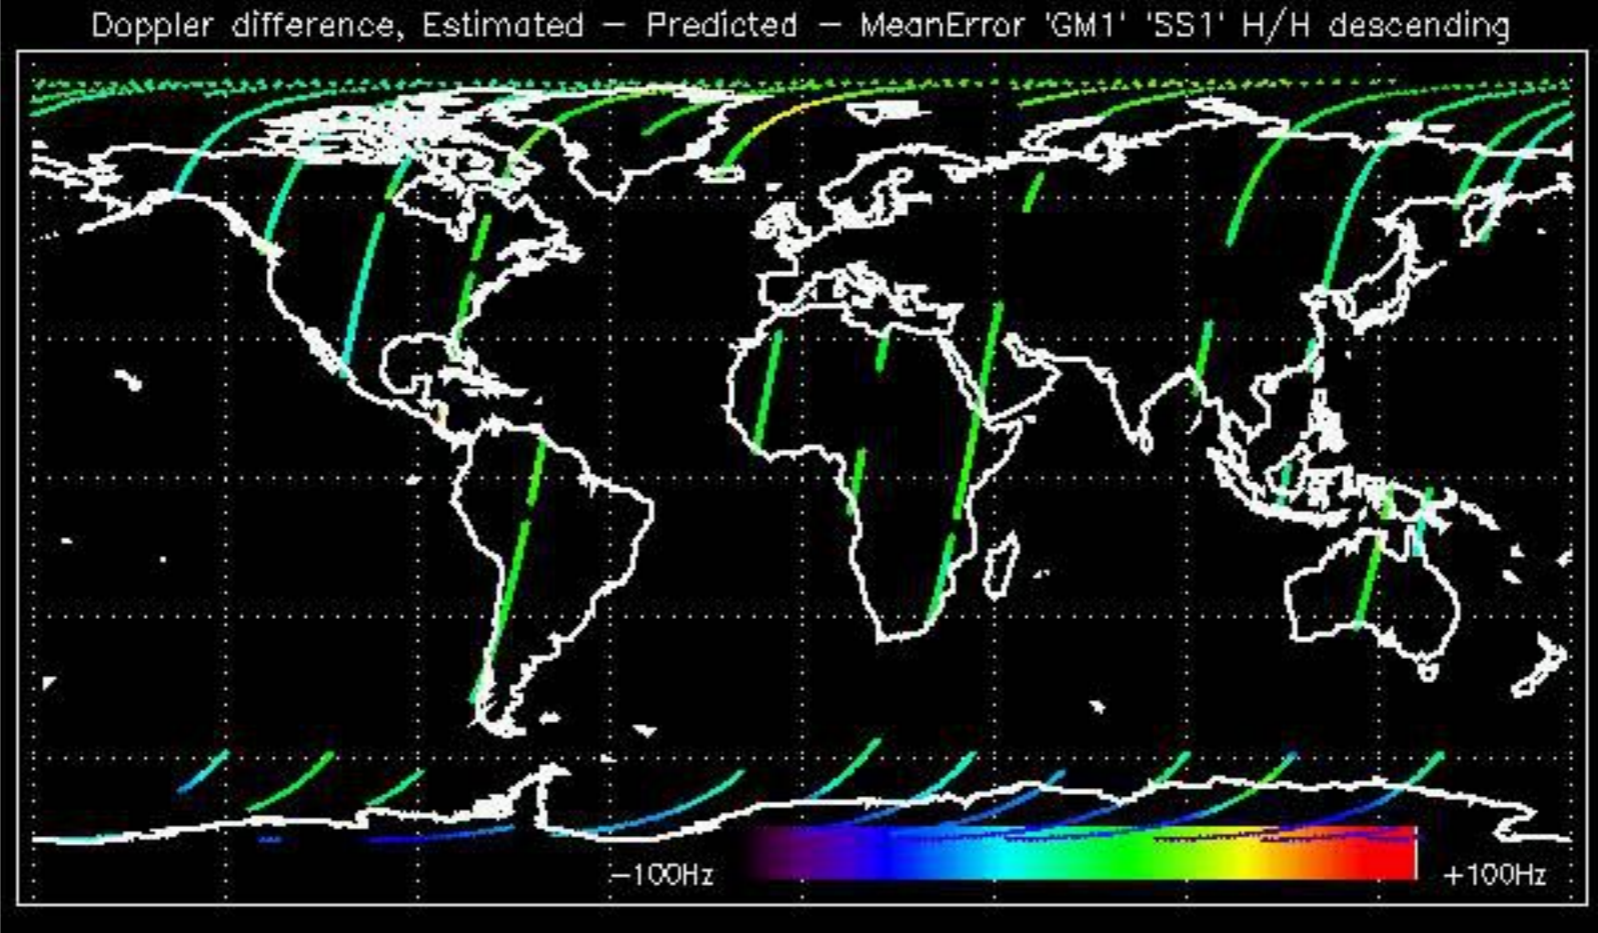 Doppler difference, Estimated — Predicted — MeanError 'GM1' 'SS1' H/H descending
—100Hz
+100Hz